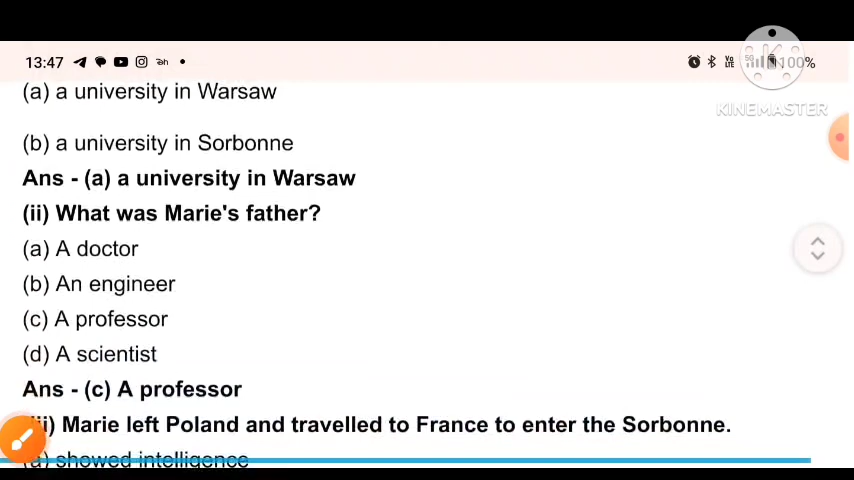 13:47 100%
KINEMASTER
(a) a university in Warsaw
(b) a university in Sorbonne
Ans - (a) a university in Warsaw
(ii) What was Marie's father?
(a) A doctor
(b) An engineer
(c) A professor
(d) A scientist
Ans - (c) A professor
ii) Marie left Poland and travelled to France to enter the Sorbonne.
(a) showed intelligence